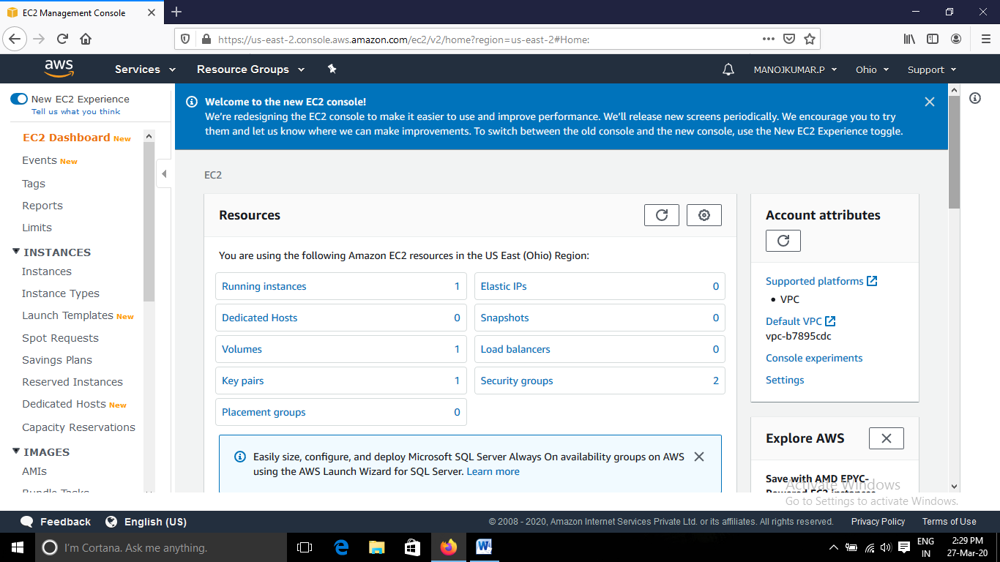 EC2 Management Console
https://us-east-2.console.aws.amazon.com/ec2/v2/home?region=us-east-2#Home:
aws
Services
Resource Groups
MANOJKUMAR.P
Ohio
Support
New EC2 Experience
Tell us what you think
EC2 Dashboard New
Events New
Tags
Reports
Limits
INSTANCES
Instances
Instance Types
Launch Templates New
Spot Requests
Savings Plans
Reserved Instances
Dedicated Hosts New
Capacity Reservations
IMAGES
AMIs
Bundle Tasks
Welcome to the new EC2 console!
We're redesigning the EC2 console to make it easier to use and improve performance. We'll release new screens periodically. We encourage you to try
them and let us know where we can make improvements. To switch between the old console and the new console, use the New EC2 Experience toggle.
EC2
Resources
You are using the following Amazon EC2 resources in the US East (Ohio) Region:
Running instances 1
Elastic IPs 0
Dedicated Hosts 0
Snapshots 0
Volumes 1
Load balancers 0
Key pairs 1
Security groups 2
Placement groups 0
Easily size, configure, and deploy Microsoft SQL Server Always On availability groups on AWS
using the AWS Launch Wizard for SQL Server. Learn more
Account attributes
Supported platforms
• VPC
Default VPC
vpc-b7895cdc
Console experiments
Settings
Explore AWS
Save with AMD EPYC-
Powered EC2 instances
Activate Windows
Go to Settings to activate Windows.
Feedback
English (US)
© 2008 - 2020, Amazon Internet Services Private Ltd. or its affiliates. All rights reserved.
Privacy Policy
Terms of Use
I'm Cortana. Ask me anything.
ENG
IN
2:29 PM
27-Mar-20